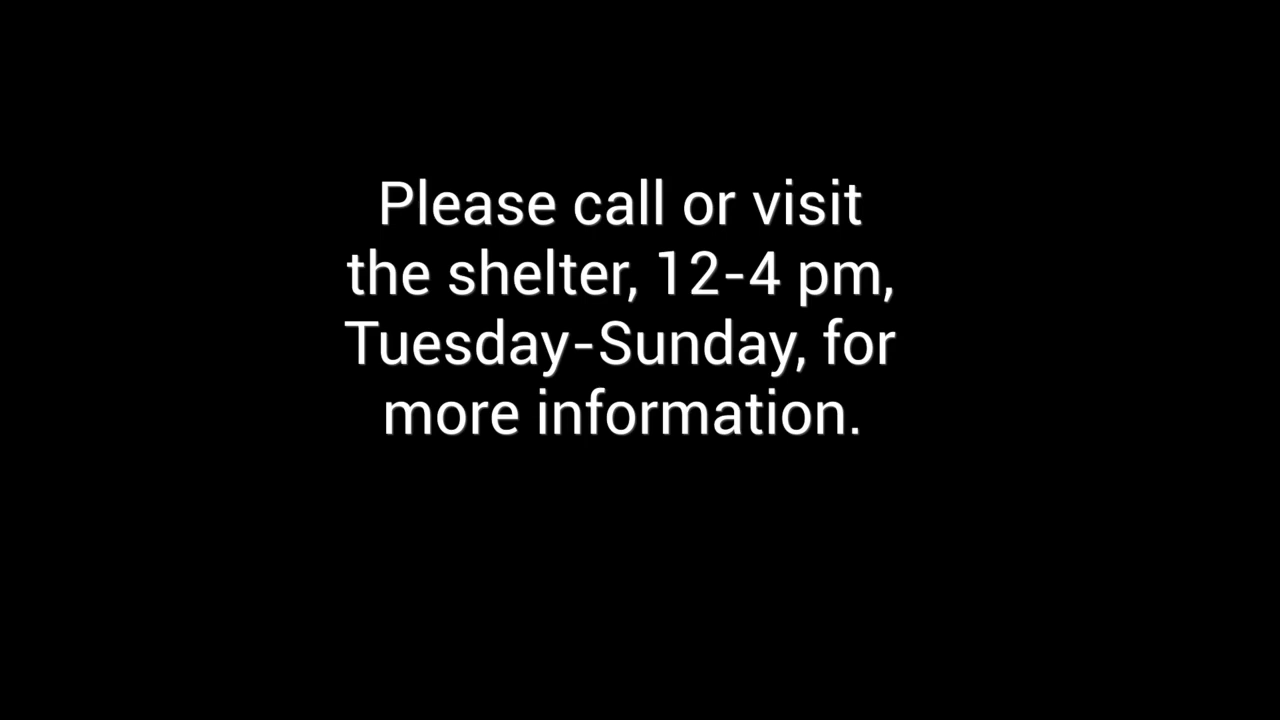 Please call or visit
the shelter, 12-4 pm,
Tuesday-Sunday, for
more information.